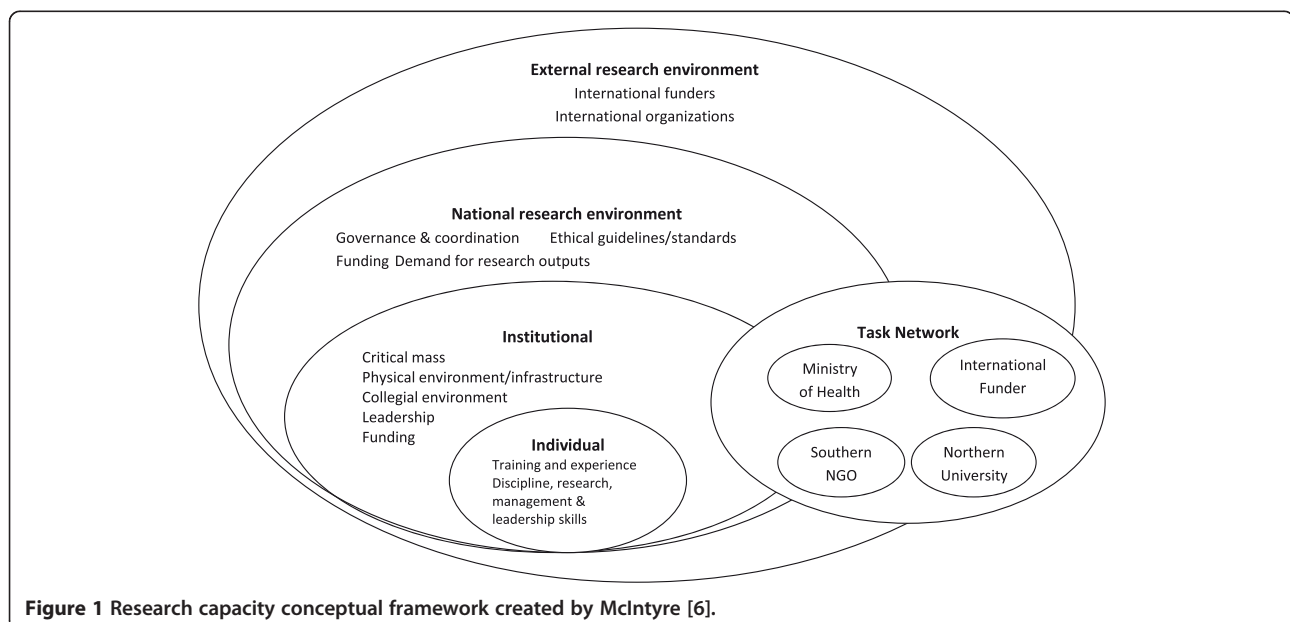 External research environment
International funders
International organizations
National research environment
Governance & coordination Ethical guidelines/standards
Funding Demand for research outputs
Institutional
Critical mass
Physical environment/infrastructure
Collegial environment
Leadership
Funding
Individual
Training and experience
Discipline, research,
management &
leadership skills
Task Network
Ministry
of Health
International
Funder
Southern
NGO
Northern
University
Figure 1 Research capacity conceptual framework created by McIntyre [6].